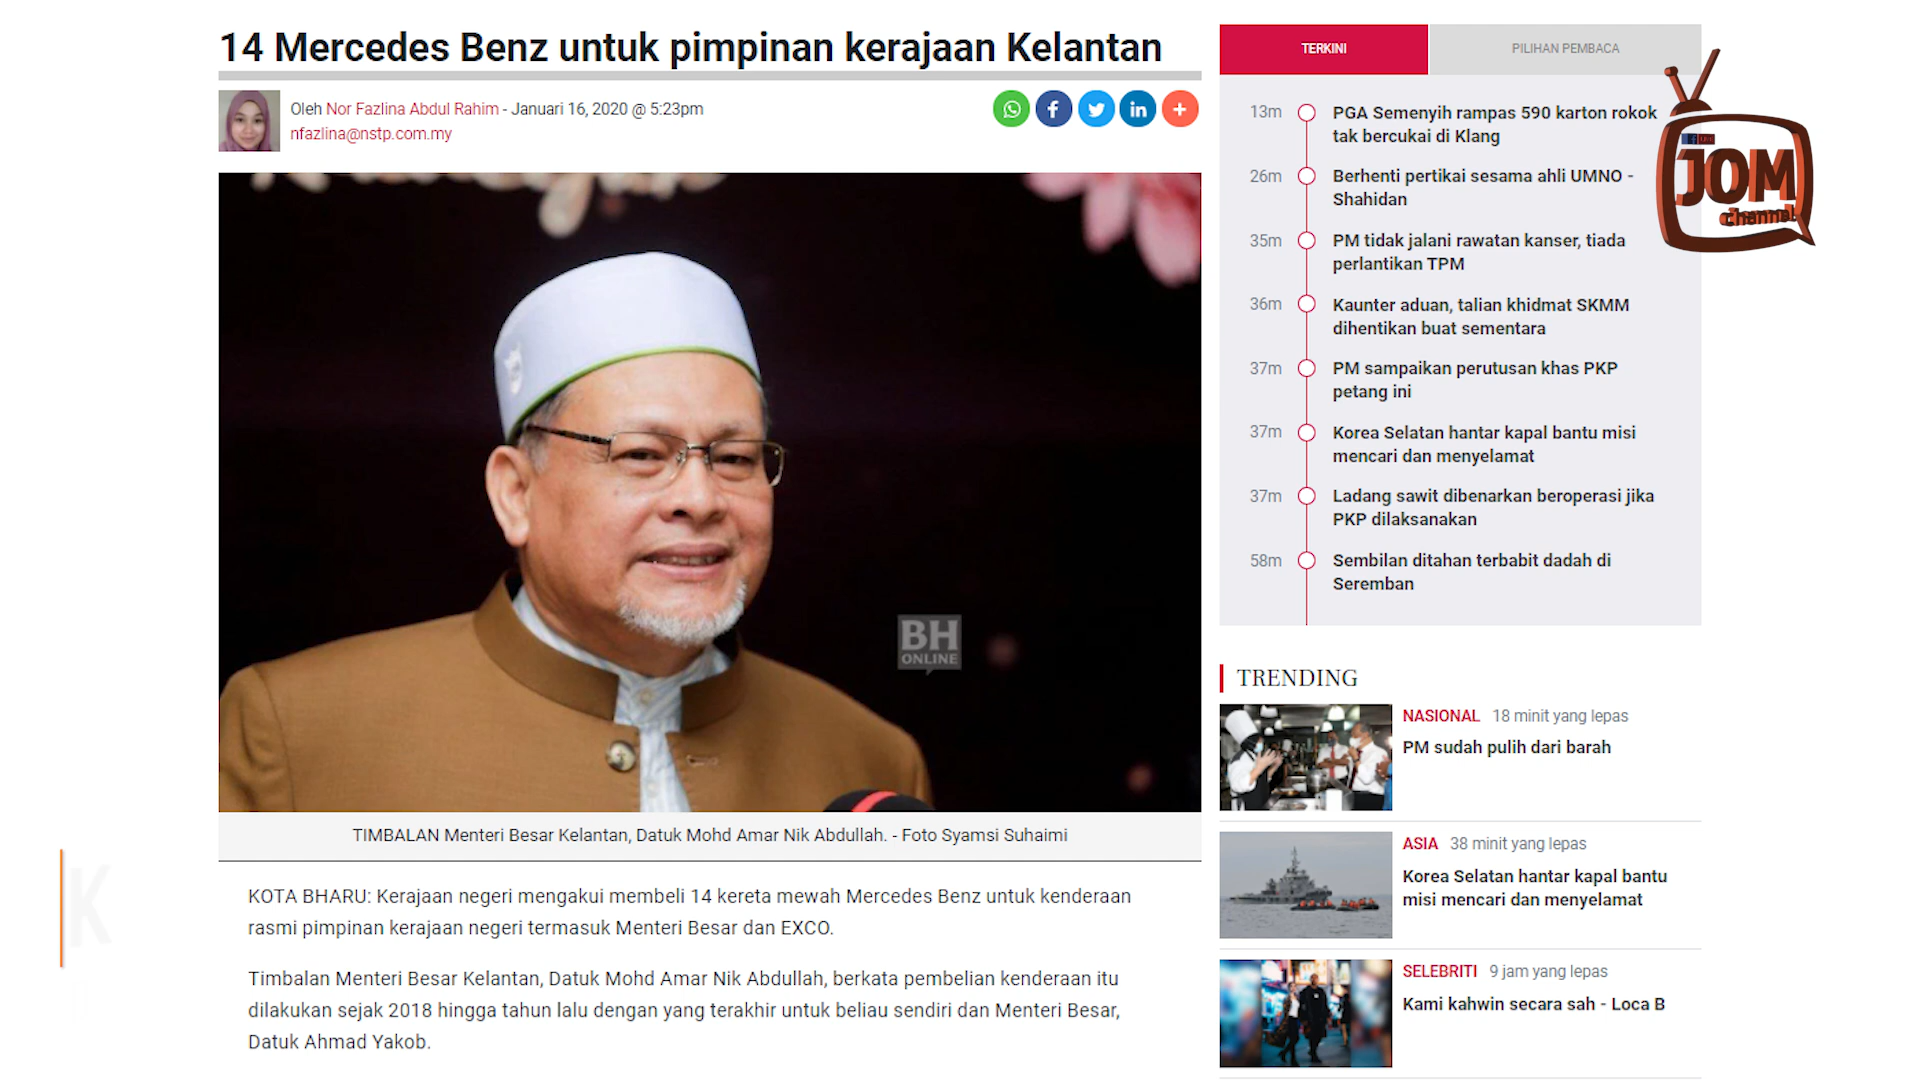 14 Mercedes Benz untuk pimpinan kerajaan Kelantan
Oleh Nor Fazlina Abdul Rahim - Januari 16, 2020 @ 5:23pm
nfazlina@nstp.com.my
BH
ONLINE
TIMBALAN Menteri Besar Kelantan, Datuk Mohd Amar Nik Abdullah. - Foto Syamsi Suhaimi
KOTA BHARU: Kerajaan negeri mengakui membeli 14 kereta mewah Mercedes Benz untuk kenderaan
rasmi pimpinan kerajaan negeri termasuk Menteri Besar dan EXCO.
Timbalan Menteri Besar Kelantan, Datuk Mohd Amar Nik Abdullah, berkata pembelian kenderaan itu
dilakukan sejak 2018 hingga tahun lalu dengan yang terakhir untuk beliau sendiri dan Menteri Besar,
Datuk Ahmad Yakob.
K
TERKINI
PILIHAN PEMBACA
JOM
channel
13m
PGA Semenyih rampas 590 karton rokok
tak bercukai di Klang
26m
Berhenti pertikai sesama ahli UMNO -
Shahidan
35m
PM tidak jalani rawatan kanser, tiada
perlantikan TPM
36m
Kaunter aduan, talian khidmat SKMM
dihentikan buat sementara
37m
PM sampaikan perutusan khas PKP
petang ini
37m
Korea Selatan hantar kapal bantu misi
mencari dan menyelamat
37m
Ladang sawit dibenarkan beroperasi jika
PKP dilaksanakan
58m
Sembilan ditahan terbabit dadah di
Seremban
TRENDING
NASIONAL 18 minit yang lepas
PM sudah pulih dari barah
ASIA 38 minit yang lepas
Korea Selatan hantar kapal bantu
misi mencari dan menyelamat
SELEBRITI 9 jam yang lepas
Kami kahwin secara sah - Loca B